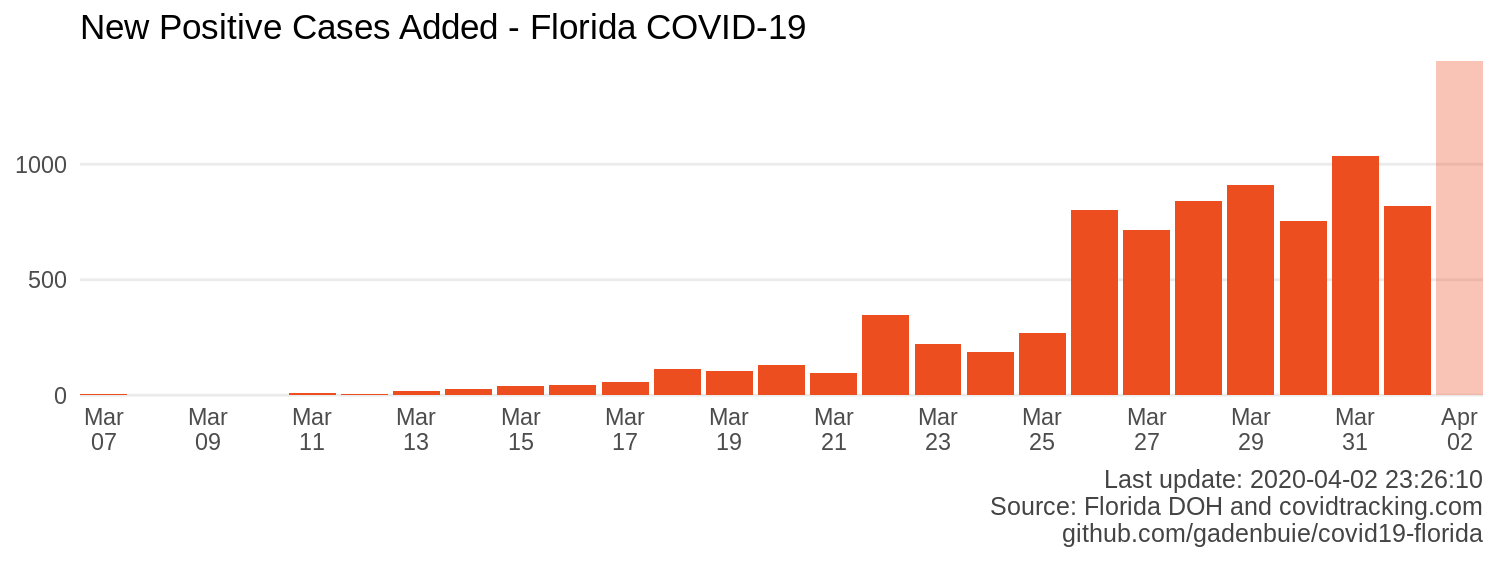 New Positive Cases Added - Florida COVID-19
1000
500
0
Mar Mar Mar Mar Mar Mar Mar Mar Mar Mar Mar Mar Mar Apr
07 09 11 13 15 17 19 21 23 25 27 29 31 02
Last update: 2020-04-02 23:26:10
Source: Florida DOH and covidtracking.com
github.com/gadenbuie/covid19-florida